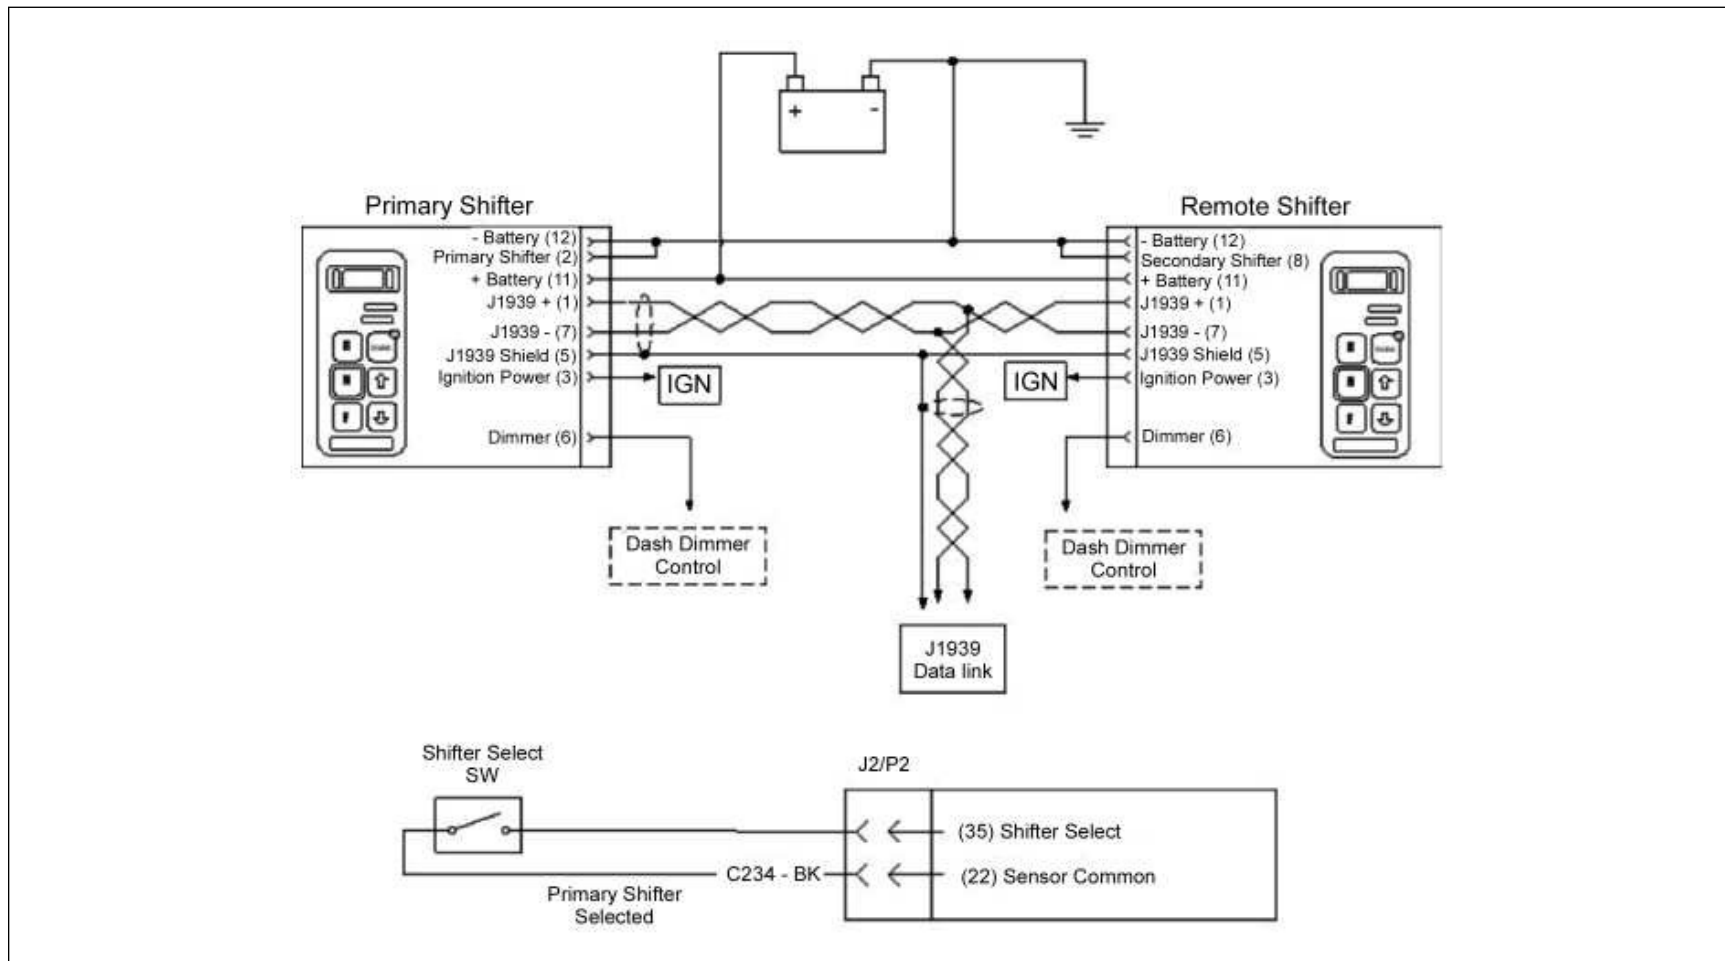 +
-
Primary Shifter
Remote Shifter
- Battery (12)
Primary Shifter (2)
+ Battery (11)
J1939 + (1)
J1939 - (7)
J1939 Shield (5)
Ignition Power (3)
Dimmer (6)
IGN
IGN
- Battery (12)
Secondary Shifter (8)
+ Battery (11)
J1939 + (1)
J1939 - (7)
J1939 Shield (5)
Ignition Power (3)
Dimmer (6)
Dash Dimmer
Control
Dash Dimmer
Control
J1939
Data link
Shifter Select
SW
J2/P2
(35) Shifter Select
C234 - BK
(22) Sensor Common
Primary Shifter
Selected